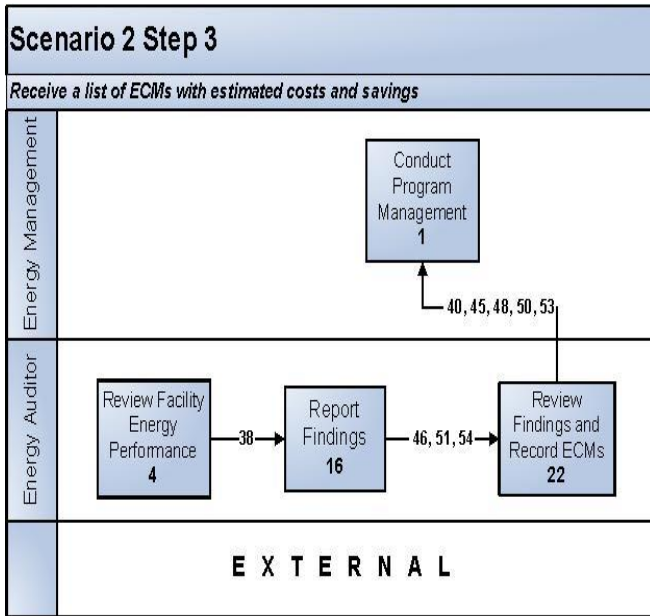 Scenario 2 Step 3
Receive a list of ECMs with estimated costs and savings
Energy Management
Conduct
Program
Management
1
40, 45, 48, 50, 53
Energy Auditor
Review Facility
Energy
Performance
4
38
Report
Findings
16
46, 51, 54
Review
Findings and
Record ECMs
22
E X T E R N A L